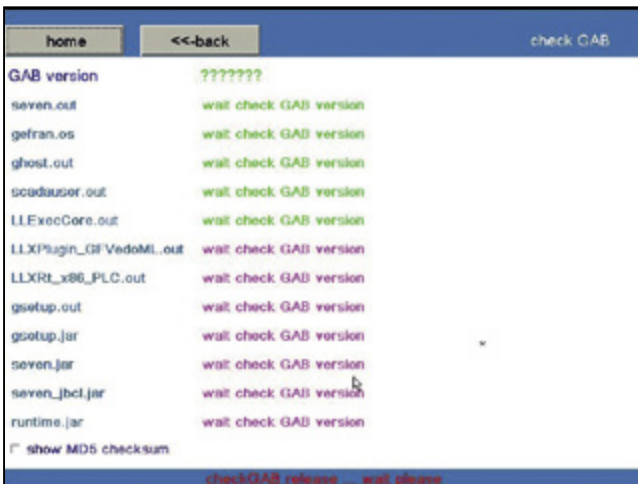 home <<-back check GAB
GAB version ???????
seven.out wait check GAB version
gefran.os wait check GAB version
ghost.out wait check GAB version
scadauser.out wait check GAB version
LLExecCore.out wait check GAB version
LLXPlugin_GFVedoML.out wait check GAB version
LLXRt_x86_PLC.out wait check GAB version
gsetup.out wait check GAB version
gsetup.jar wait check GAB version
seven.jar wait check GAB version
seven_jbcl.jar wait check GAB version
runtime.jar wait check GAB version
show MD5 checksum
checkGAB release ... wait please